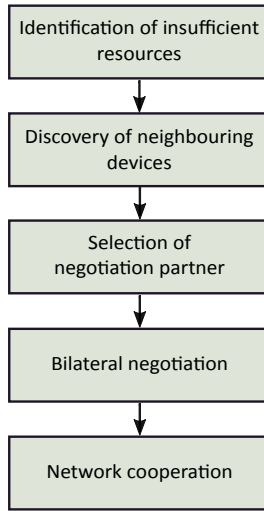 Identification of insufficient
resources
Discovery of neighbouring
devices
Selection of
negotiation partner
Bilateral negotiation
Network cooperation